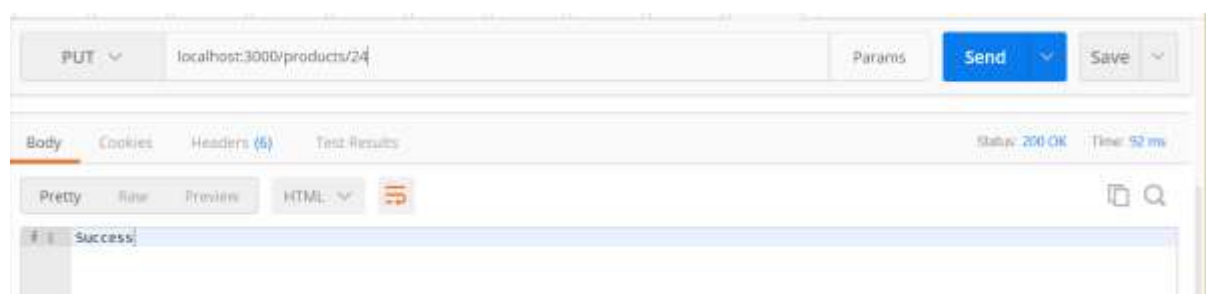 PUT localhost:3000/products/24 Params Send Save
Body Cookies Headers (6) Test Results Status: 200 OK Time: 92 ms
Pretty Raw Preview HTML
Success